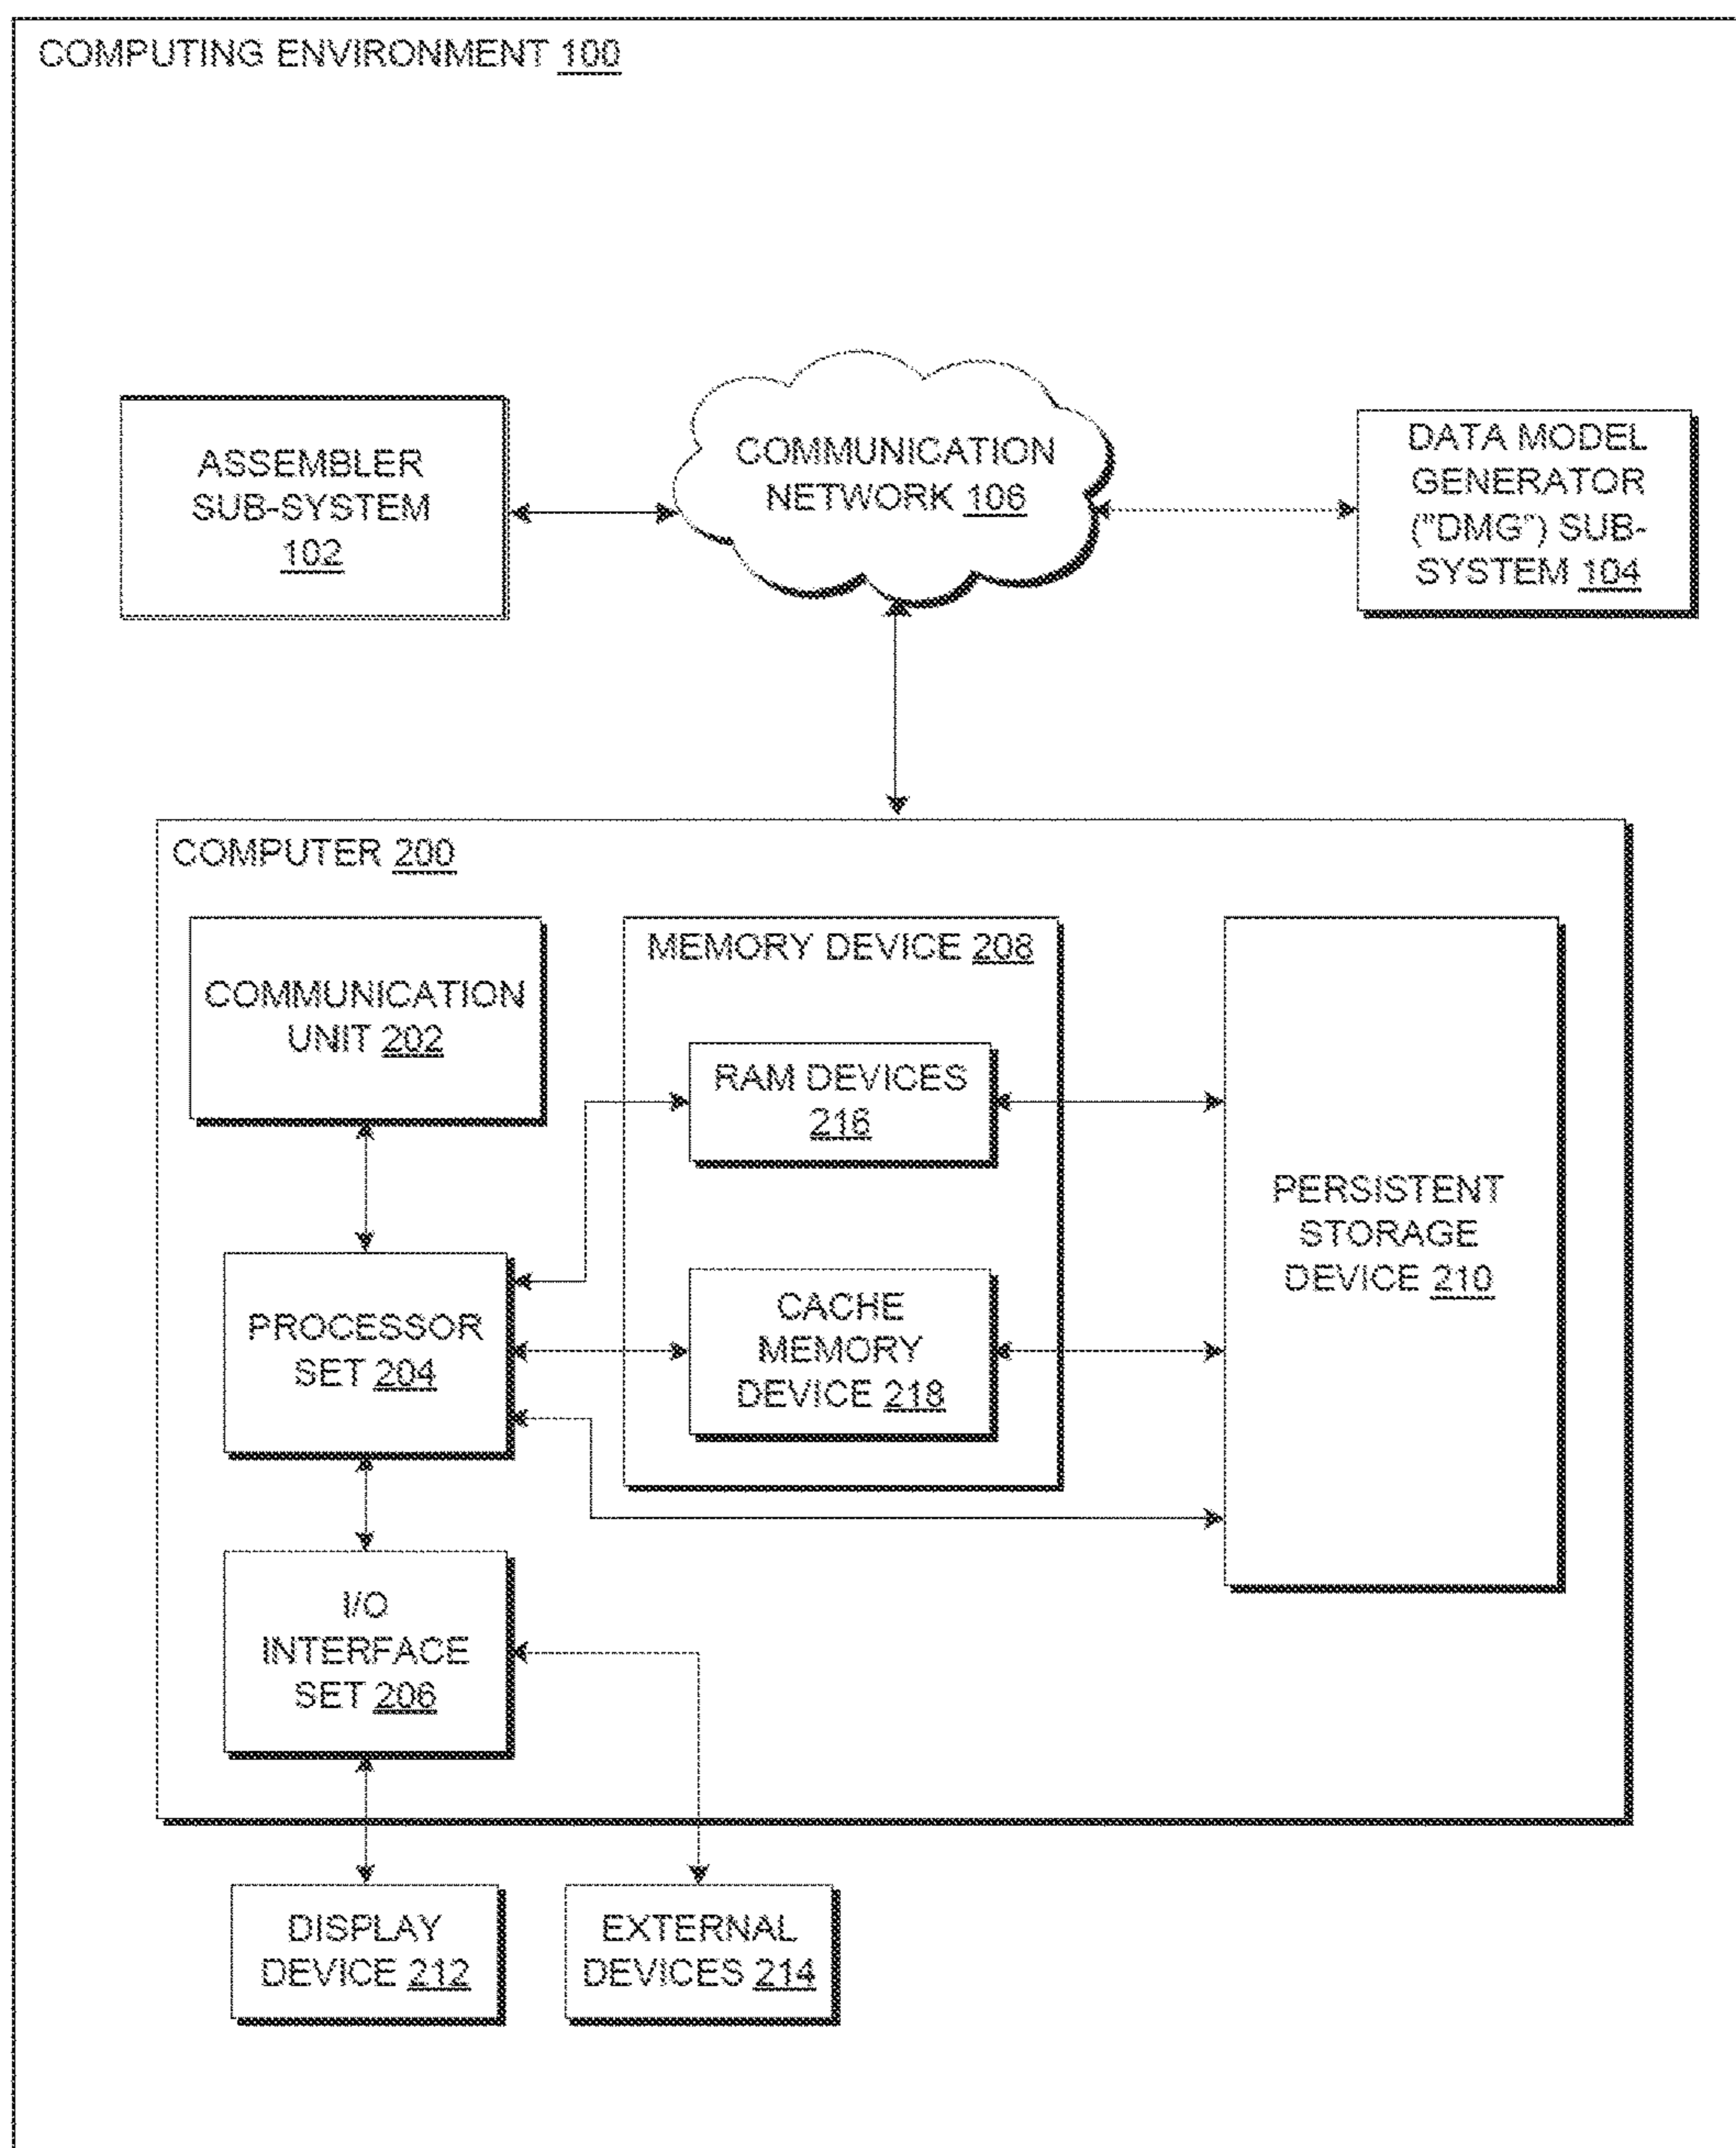 COMPUTING ENVIRONMENT 100
ASSEMBLER
SUB-SYSTEM
102
COMMUNICATION
NETWORK 106
DATA MODEL
GENERATOR
("DMG") SUB-
SYSTEM 104
COMPUTER 200
COMMUNICATION
UNIT 202
MEMORY DEVICE 208
RAM DEVICES
216
PERSISTENT
STORAGE
DEVICE 210
PROCESSOR
SET 204
CACHE
MEMORY
DEVICE 218
I/O
INTERFACE
SET 206
DISPLAY
DEVICE 212
EXTERNAL
DEVICES 214